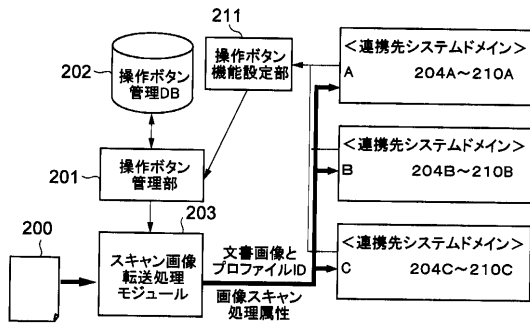 211
202
操作ボタン
管理DB
操作ボタン
機能設定部
<連携先システムドメイン>
A
204A~210A
201
操作ボタン
管理部
<連携先システムドメイン>
B
204B~210B
203
200
スキャン画像
転送処理
モジュール
文書画像と
プロファイルID
画像スキャン
処理属性
<連携先システムドメイン>
C
204C~210C